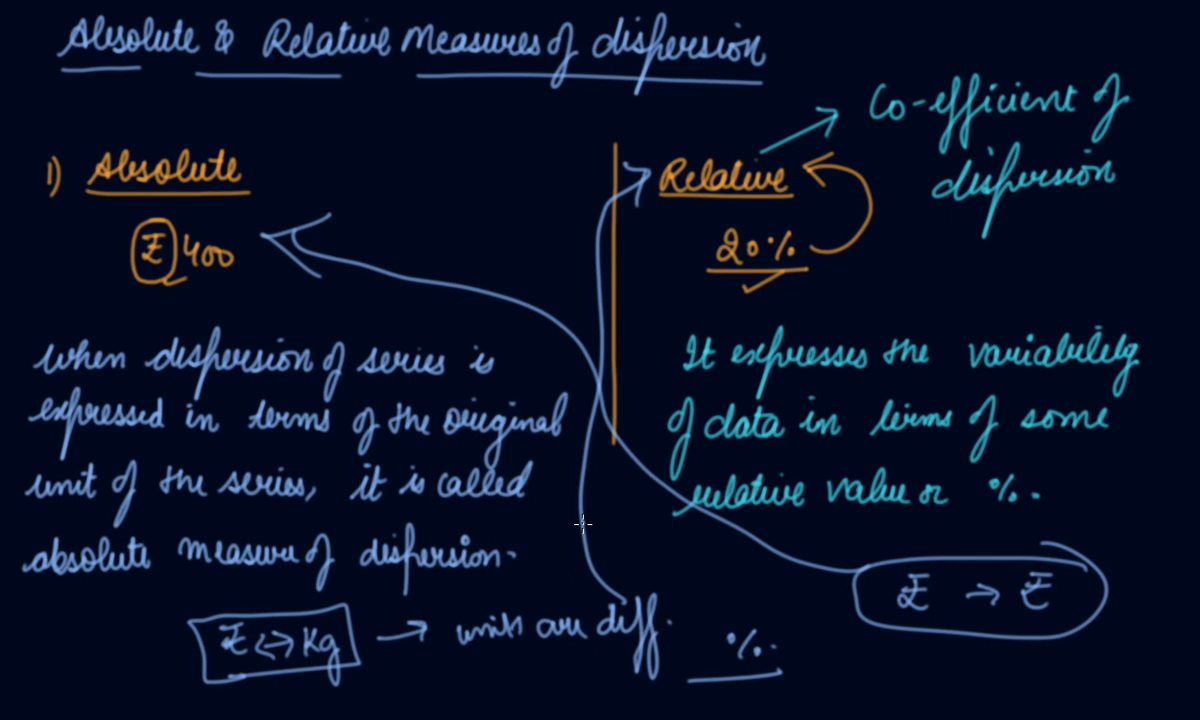 Absolute & Relative Measures of dispersion
Co-efficient of
dispersion
1) Absolute
₹ 400
Relative
20%
when dispersion of series is
expressed in terms of the original
unit of the series, it is called
absolute measure of dispersion.
It expresses the variability
of data in terms of some
relative value or %.
₹ → ₹
₹ ↔ Kg → units are diff.
%.